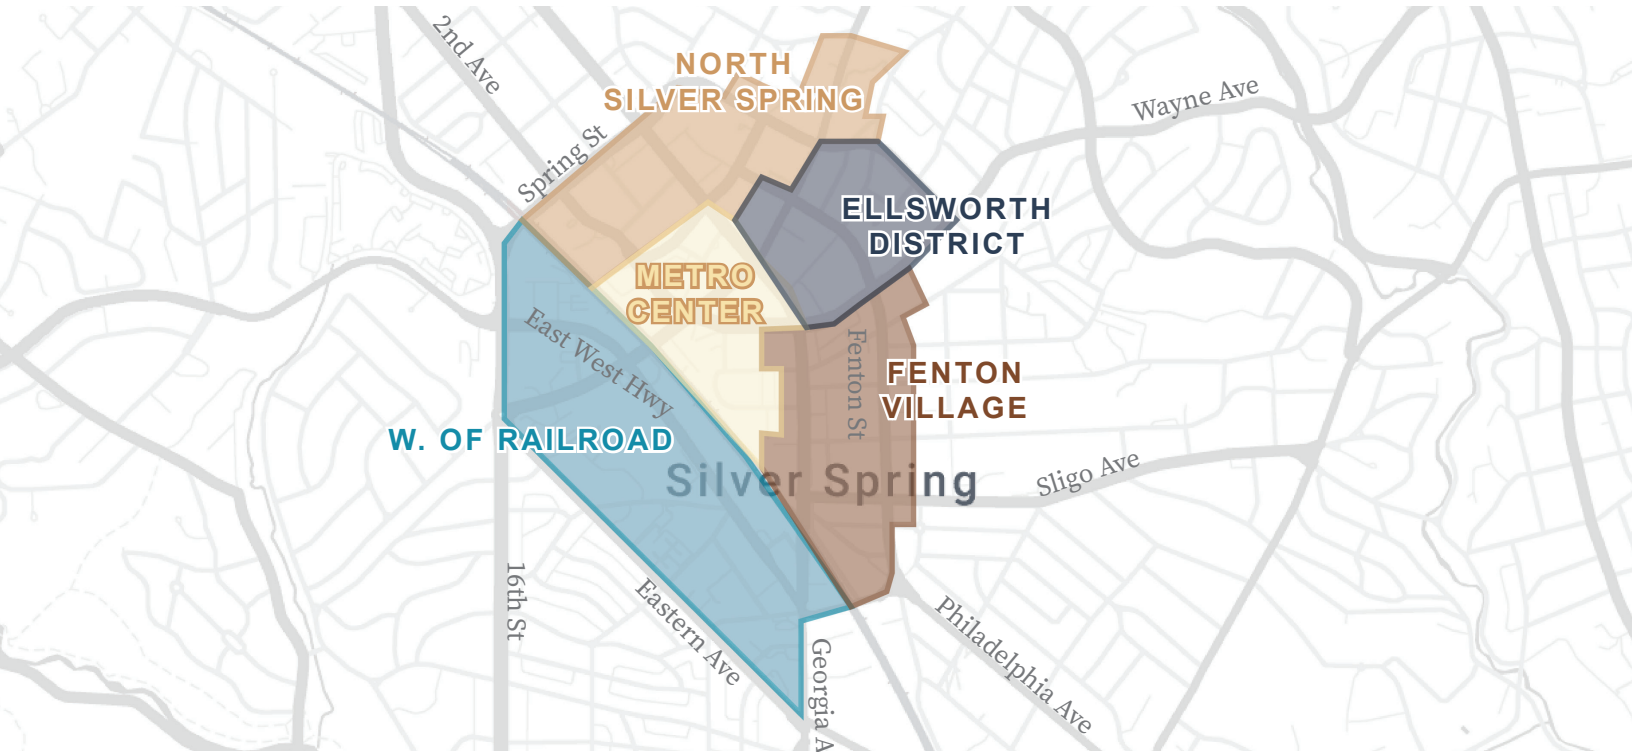 2nd Ave
NORTH
SILVER SPRING
Wayne Ave
Spring St
ELLSWORTH
DISTRICT
METRO
CENTER
East West Hwy
Fenton St
FENTON
VILLAGE
W. OF RAILROAD
Silver Spring
Sligo Ave
16th St
Eastern Ave
Georgia A
Philadelphia Ave